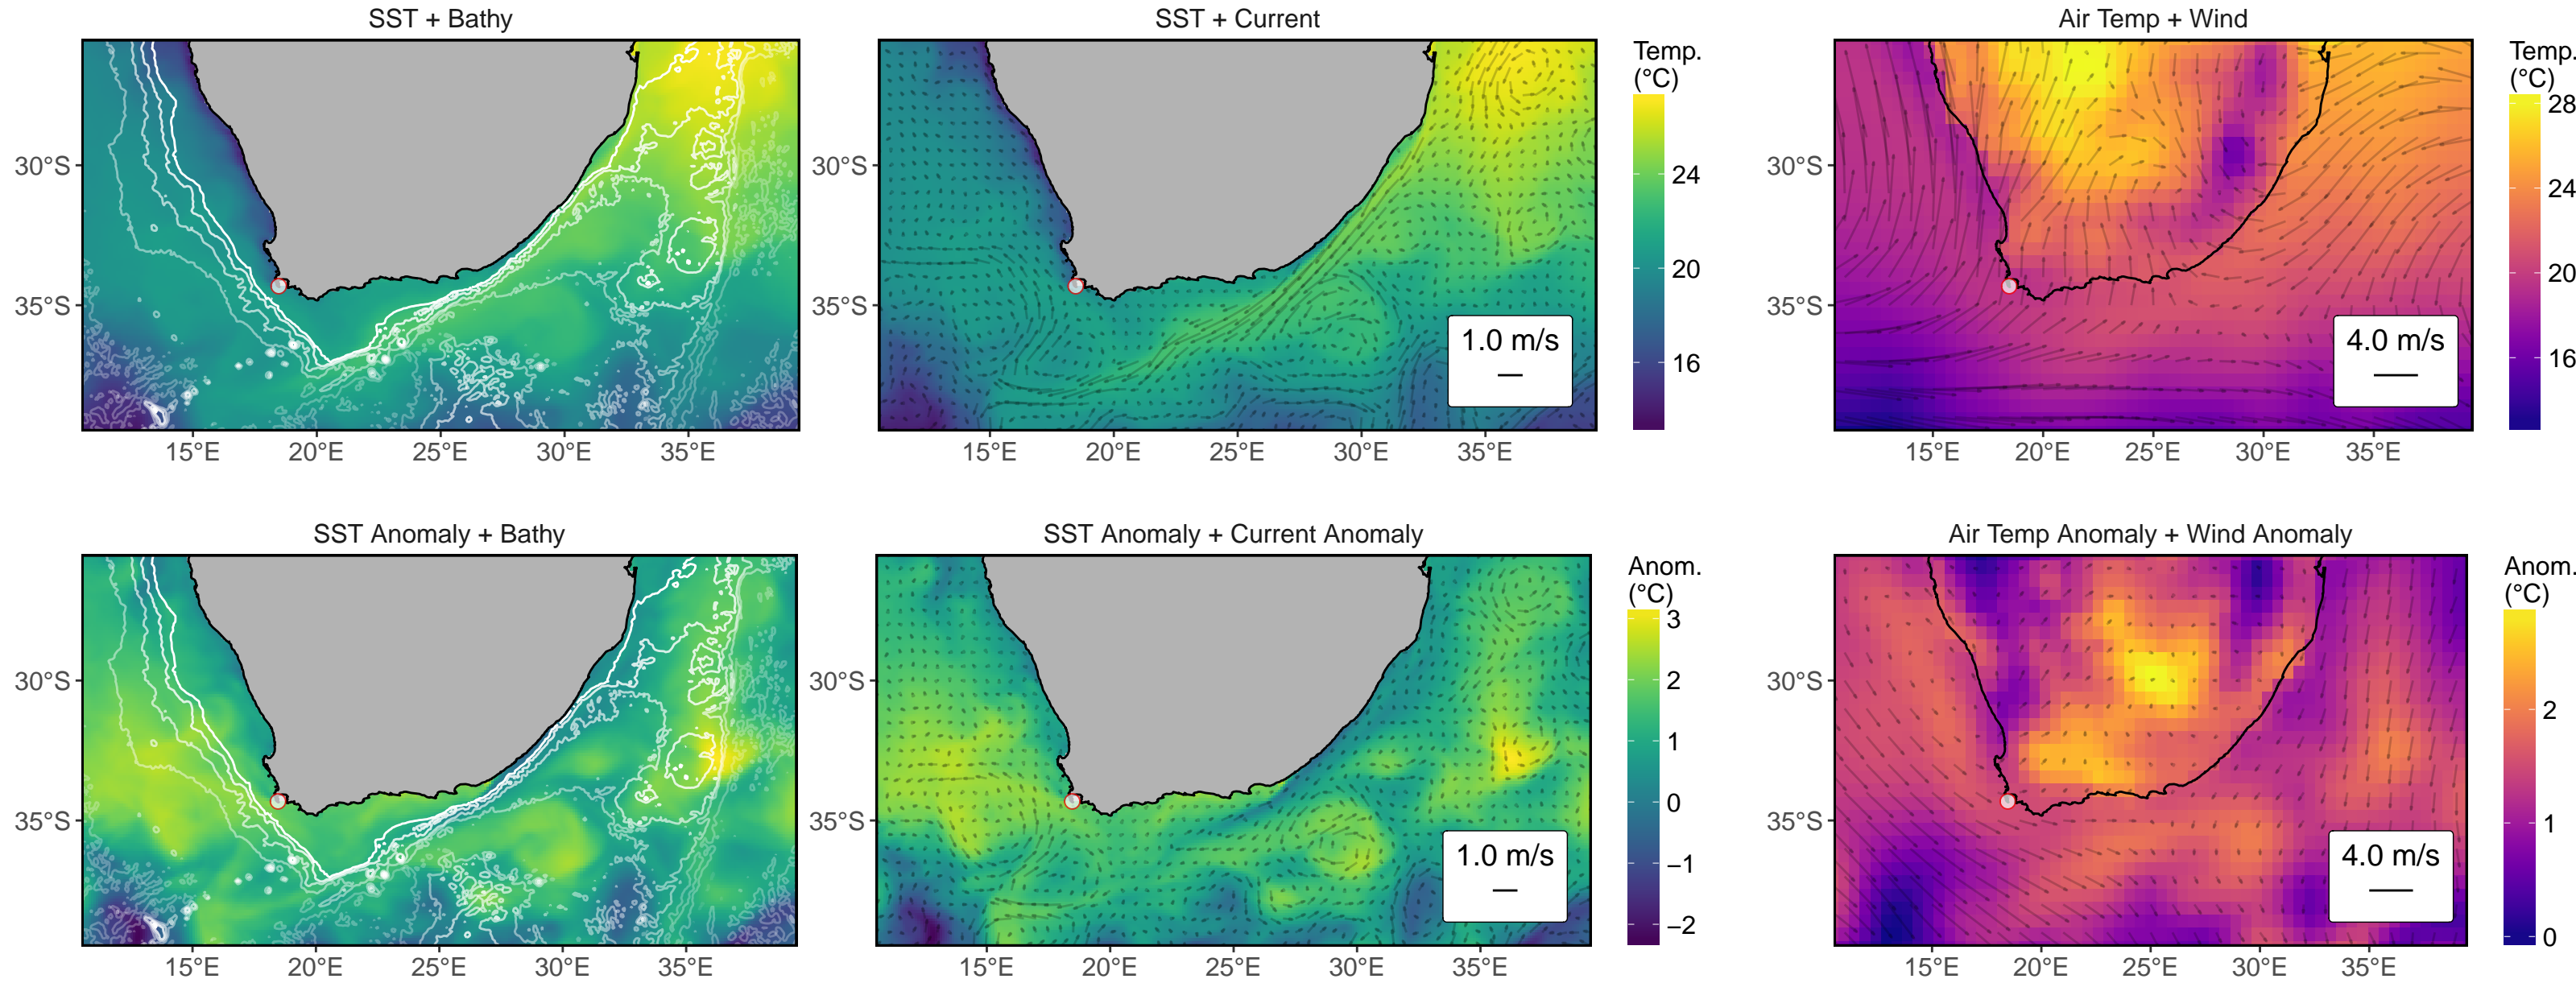 SST + Bathy
SST + Current
Air Temp + Wind
30°S
35°S
15°E 20°E 25°E 30°E 35°E
30°S
35°S
15°E 20°E 25°E 30°E 35°E
1.0 m/s
Temp.
(°C)
24
20
16
30°S
35°S
15°E 20°E 25°E 30°E 35°E
4.0 m/s
Temp.
(°C)
28
24
20
16
SST Anomaly + Bathy
SST Anomaly + Current Anomaly
Air Temp Anomaly + Wind Anomaly
30°S
35°S
15°E 20°E 25°E 30°E 35°E
30°S
35°S
15°E 20°E 25°E 30°E 35°E
1.0 m/s
Anom.
(°C)
3
2
1
0
−1
−2
30°S
35°S
15°E 20°E 25°E 30°E 35°E
4.0 m/s
Anom.
(°C)
2
1
0